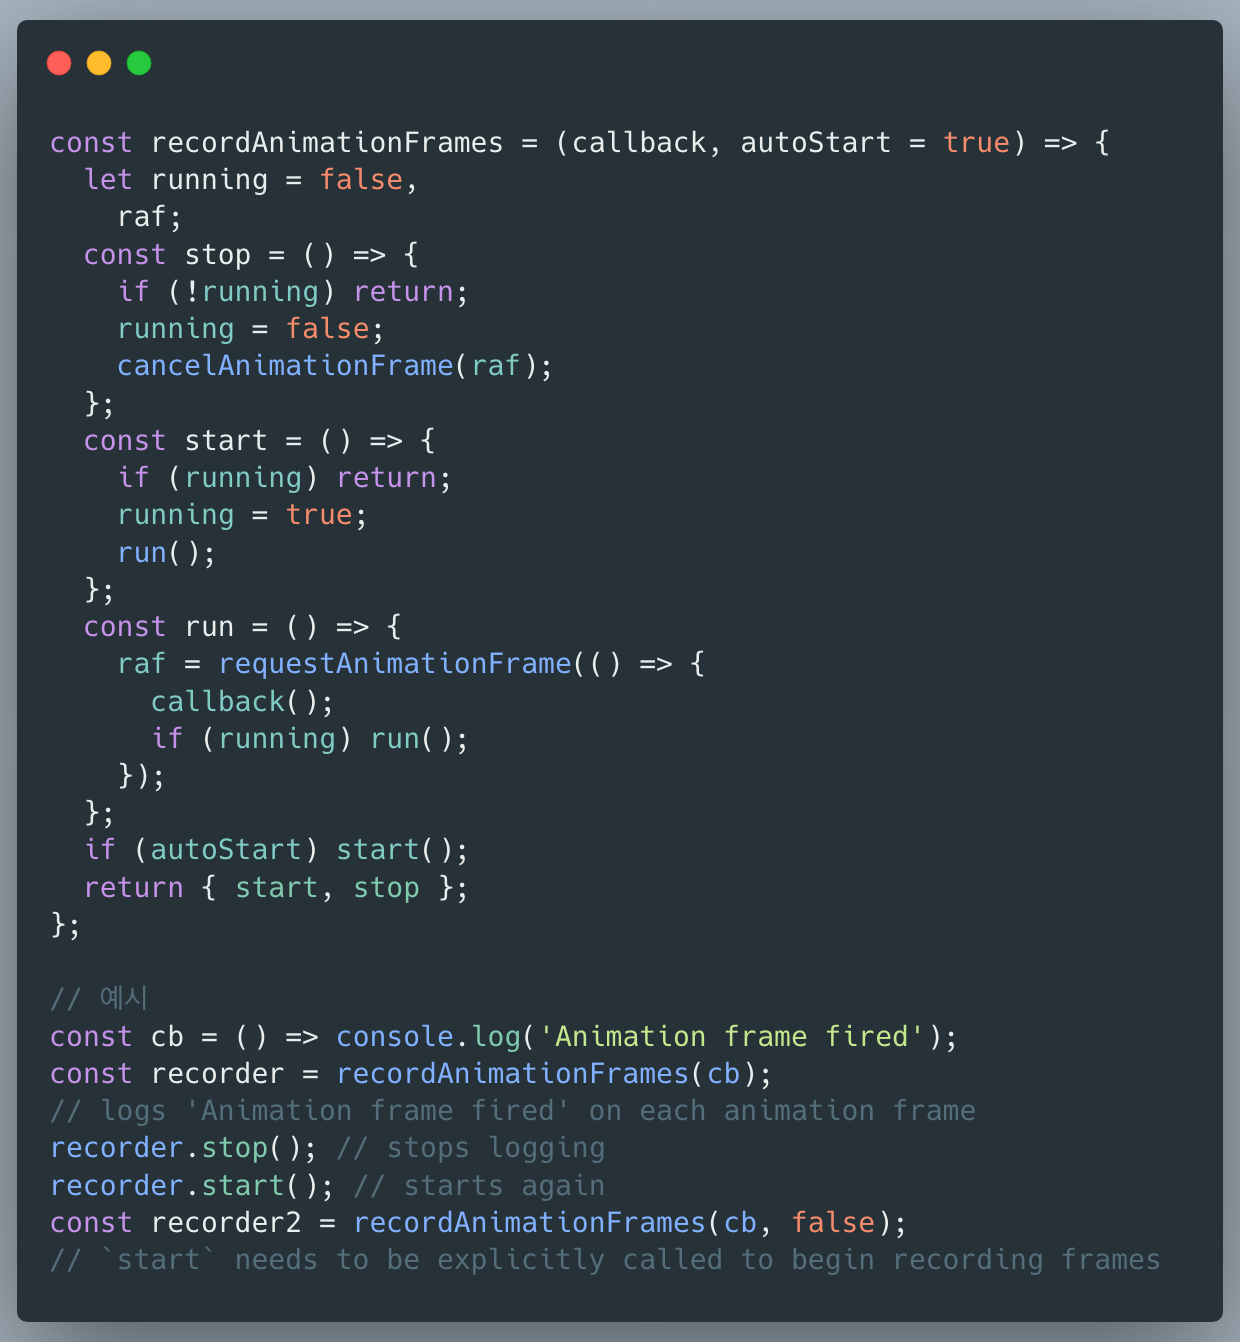 const recordAnimationFrames = (callback, autoStart = true) => {
  let running = false,
    raf;
  const stop = () => {
    if (!running) return;
    running = false;
    cancelAnimationFrame(raf);
  };
  const start = () => {
    if (running) return;
    running = true;
    run();
  };
  const run = () => {
    raf = requestAnimationFrame(() => {
      callback();
      if (running) run();
    });
  };
  if (autoStart) start();
  return { start, stop };
};

// 예시
const cb = () => console.log('Animation frame fired');
const recorder = recordAnimationFrames(cb);
// logs 'Animation frame fired' on each animation frame
recorder.stop(); // stops logging
recorder.start(); // starts again
const recorder2 = recordAnimationFrames(cb, false);
// `start` needs to be explicitly called to begin recording frames